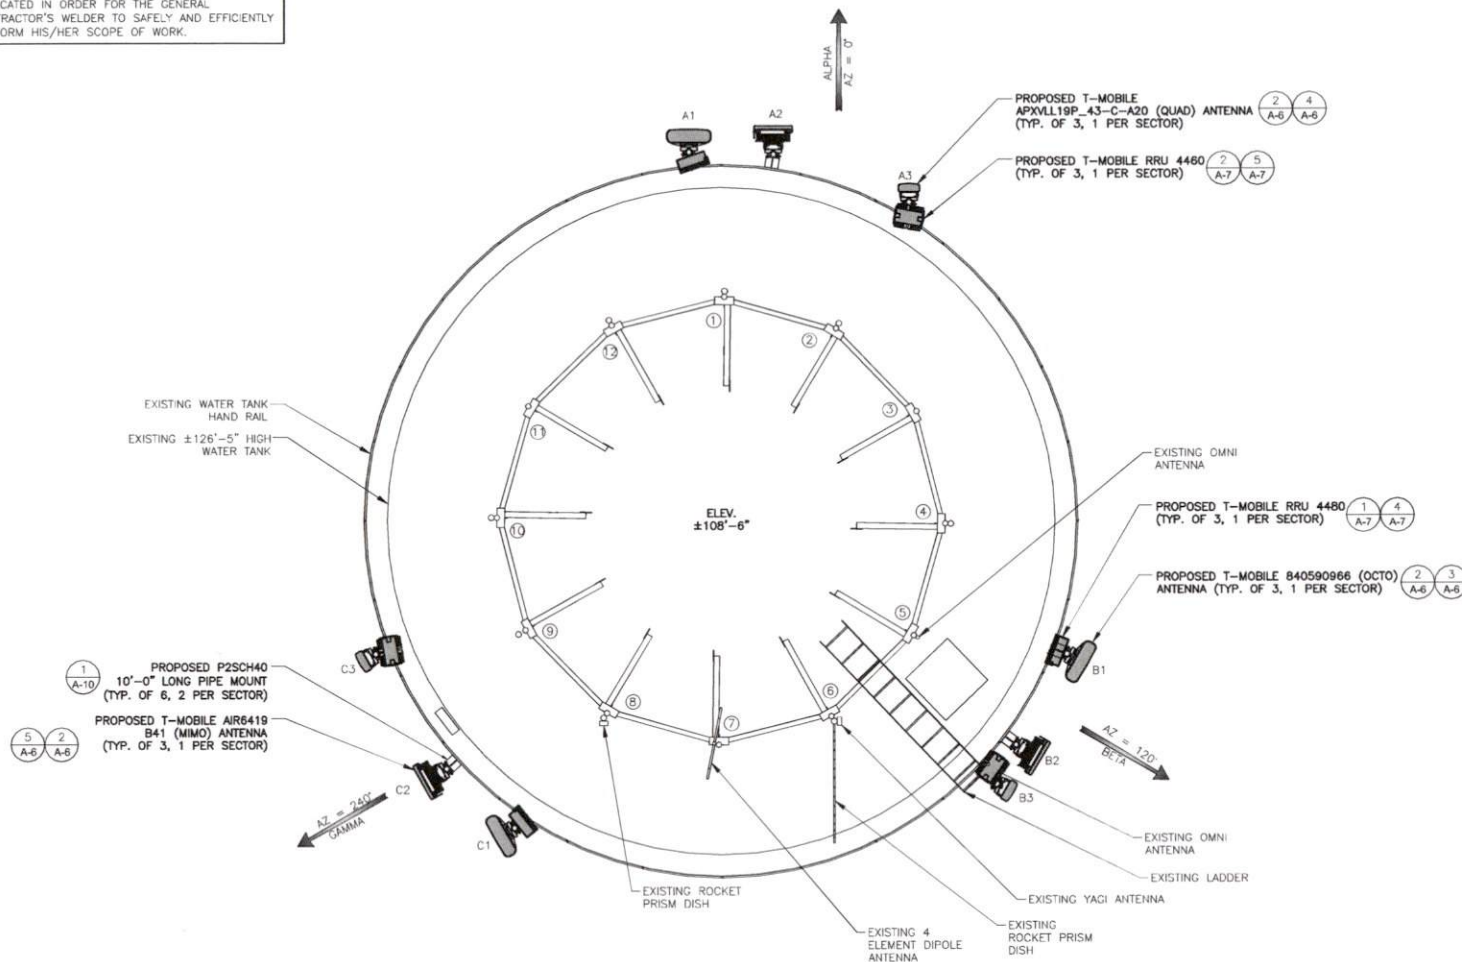 CATED IN ORDER FOR THE GENERAL
TRACTOR'S WELDER TO SAFELY AND EFFICIENTLY
ORM HIS/HER SCOPE OF WORK.
ALPHA
AZ = 0°
A1
A2
A3
PROPOSED T-MOBILE
APXVLL19P_43-C-A20 (QUAD) ANTENNA
(TYP. OF 3, 1 PER SECTOR)
2
A-6
4
A-6
PROPOSED T-MOBILE RRU 4460
(TYP. OF 3, 1 PER SECTOR)
2
A-7
5
A-7
1
2
3
4
5
6
7
8
9
10
11
12
EXISTING WATER TANK
HAND RAIL
EXISTING ±126'-5" HIGH
WATER TANK
ELEV.
±108'-6"
EXISTING OMNI
ANTENNA
PROPOSED T-MOBILE RRU 4480
(TYP. OF 3, 1 PER SECTOR)
1
A-7
4
A-7
PROPOSED T-MOBILE 840590966 (OCTO)
ANTENNA (TYP. OF 3, 1 PER SECTOR)
2
A-6
3
A-6
B1
B2
B3
AZ = 120°
BETA
C3
1
A-10
PROPOSED P2SCH40
10'-0" LONG PIPE MOUNT
(TYP. OF 6, 2 PER SECTOR)
5
A-6
2
A-6
PROPOSED T-MOBILE AIR6419
B41 (MIMO) ANTENNA
(TYP. OF 3, 1 PER SECTOR)
C2
AZ = 240°
GAMMA
C1
EXISTING OMNI
ANTENNA
EXISTING LADDER
EXISTING YAGI ANTENNA
EXISTING ROCKET
PRISM DISH
EXISTING
ROCKET PRISM
DISH
EXISTING 4
ELEMENT DIPOLE
ANTENNA